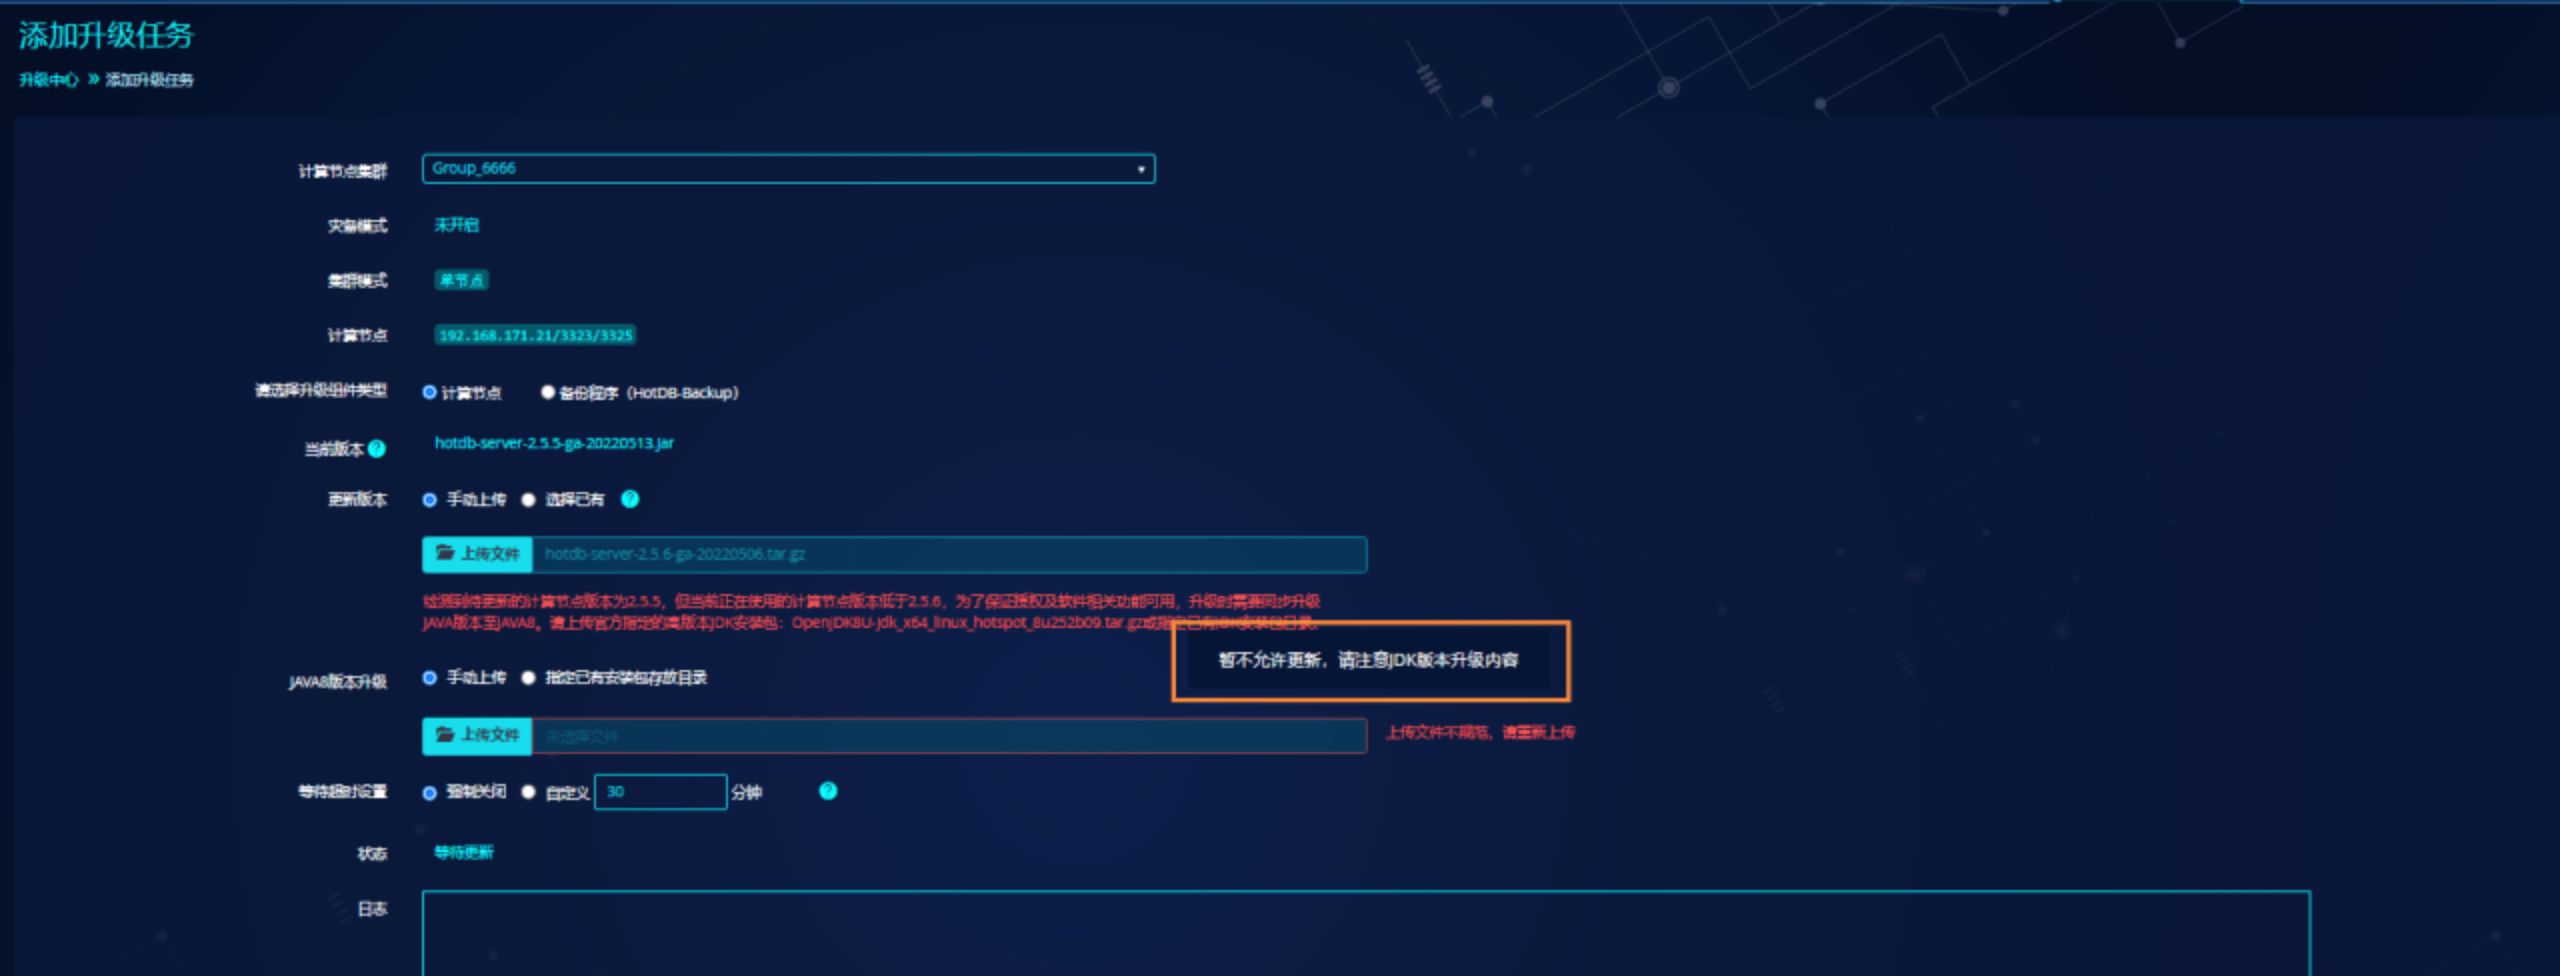 添加升级任务
升级中心 » 添加升级任务
计算节点集群 Group_6666
灾备模式 未开启
集群模式 单节点
计算节点 192.168.171.21/3323/3325
请选择升级组件类型 计算节点 备份程序（HotDB-Backup）
当前版本 ? hotdb-server-2.5.5-ga-20220513.jar
更新版本 手动上传 选择已有 ?
上传文件 hotdb-server-2.5.6-ga-20220506.tar.gz
检测到待更新的计算节点版本为2.5.5，但当前正在使用的计算节点版本低于2.5.6，为了保证授权及软件相关功能可用，升级时需要同步升级
JAVA版本至JAVA8。请上传官方指定的高版本JDK安装包：OpenJDK8U-jdk_x64_linux_hotspot_8u252b09.tar.gz或指定已有JDK安装包目录。
暂不允许更新，请注意JDK版本升级内容
JAVA8版本升级 手动上传 指定已有安装包存放目录
上传文件 未选择文件 上传文件不规范，请重新上传
等待超时设置 强制关闭 自定义 30 分钟 ?
状态 等待更新
日志